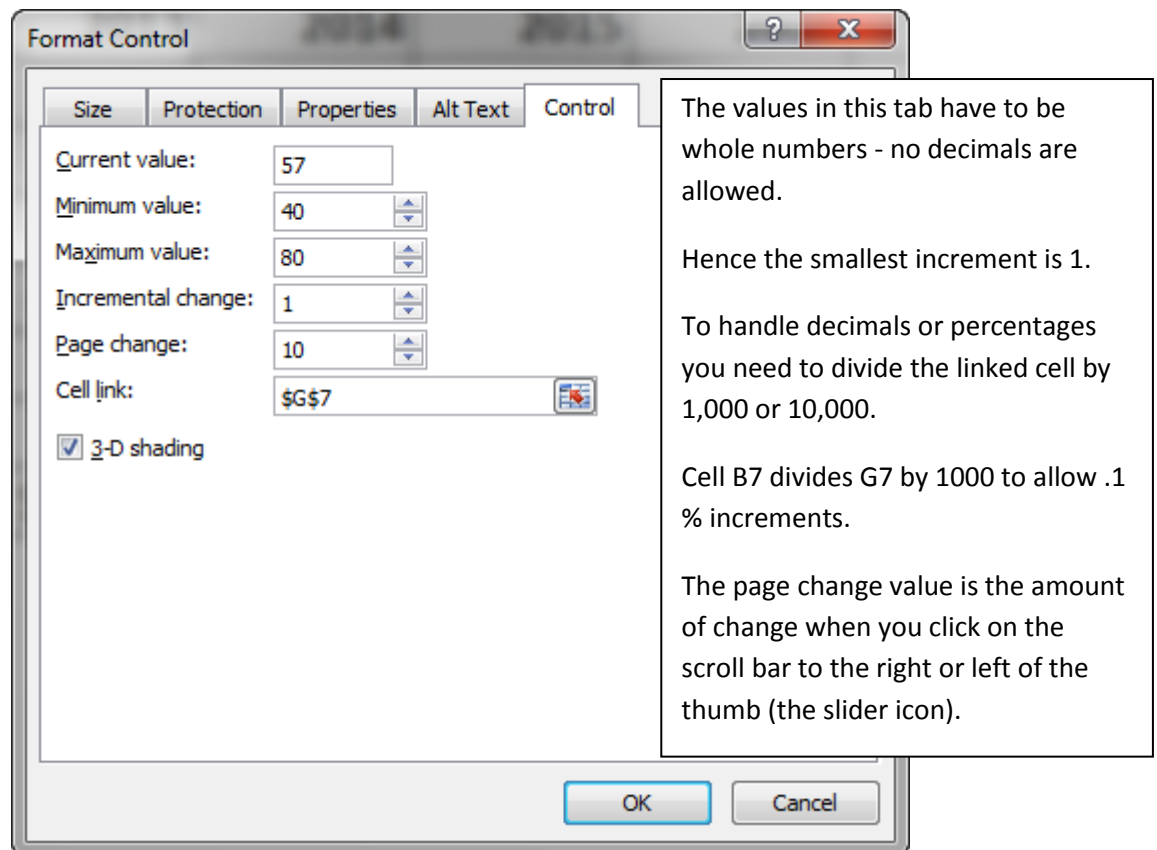 2014 2015
Format Control
Size Protection Properties Alt Text Control
Current value: 57
Minimum value: 40
Maximum value: 80
Incremental change: 1
Page change: 10
Cell link: $G$7
3-D shading
OK Cancel
The values in this tab have to be
whole numbers - no decimals are
allowed.
Hence the smallest increment is 1.
To handle decimals or percentages
you need to divide the linked cell by
1,000 or 10,000.
Cell B7 divides G7 by 1000 to allow .1
% increments.
The page change value is the amount
of change when you click on the
scroll bar to the right or left of the
thumb (the slider icon).